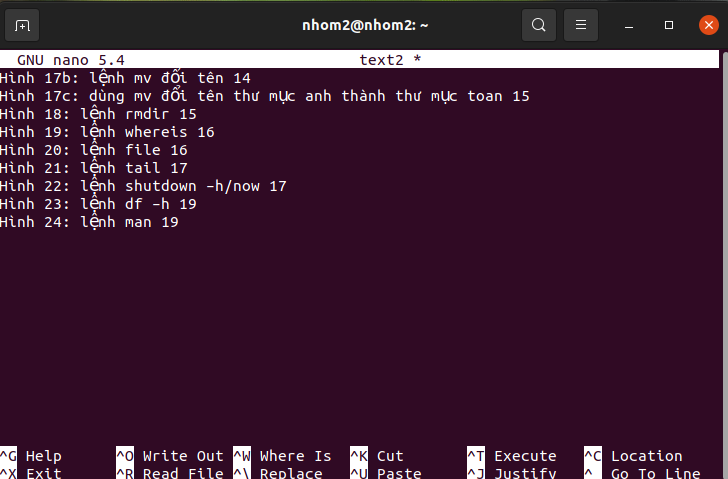 nhom2@nhom2: ~
GNU nano 5.4 text2 *
Hình 17b: lệnh mv đổi tên 14
Hình 17c: dùng mv đổi tên thư mục anh thành thư mục toan 15
Hình 18: lệnh rmdir 15
Hình 19: lệnh whereis 16
Hình 20: lệnh file 16
Hình 21: lệnh tail 17
Hình 22: lệnh shutdown –h/now 17
Hình 23: lệnh df –h 19
Hình 24: lệnh man 19
^G Help ^O Write Out ^W Where Is ^K Cut ^T Execute ^C Location
^X Exit ^R Read File ^\ Replace ^U Paste ^J Justify ^ Go To Line